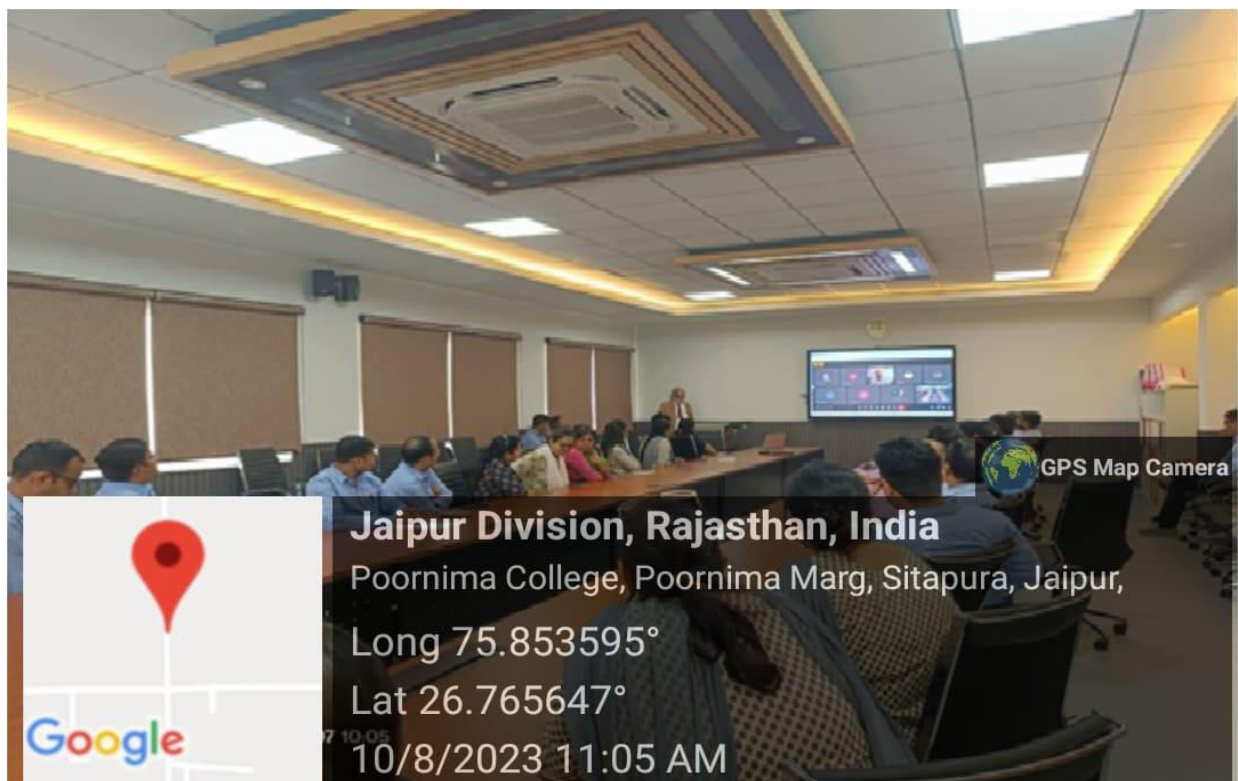 GPS Map Camera
Jaipur Division, Rajasthan, India
Poornima College, Poornima Marg, Sitapura, Jaipur,
Long 75.853595°
Lat 26.765647°
10/8/2023 11:05 AM
Google